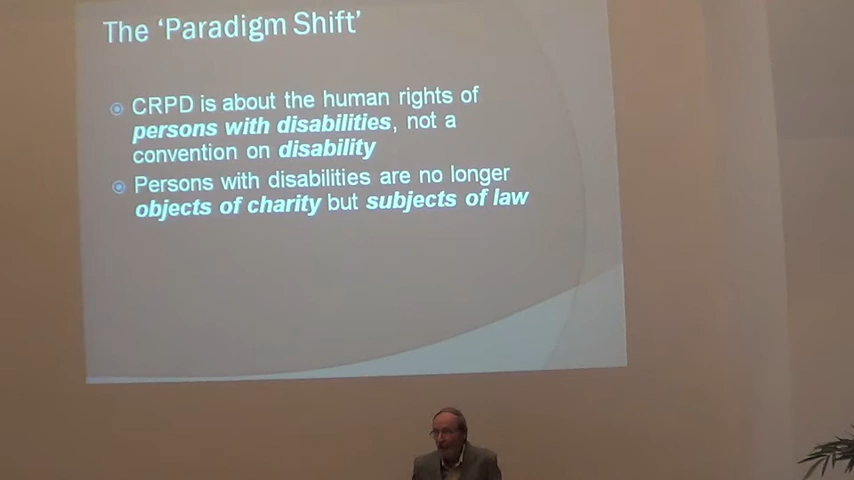 The ‘Paradigm Shift’
CRPD is about the human rights of
persons with disabilities, not a
convention on disability
Persons with disabilities are no longer
objects of charity but subjects of law